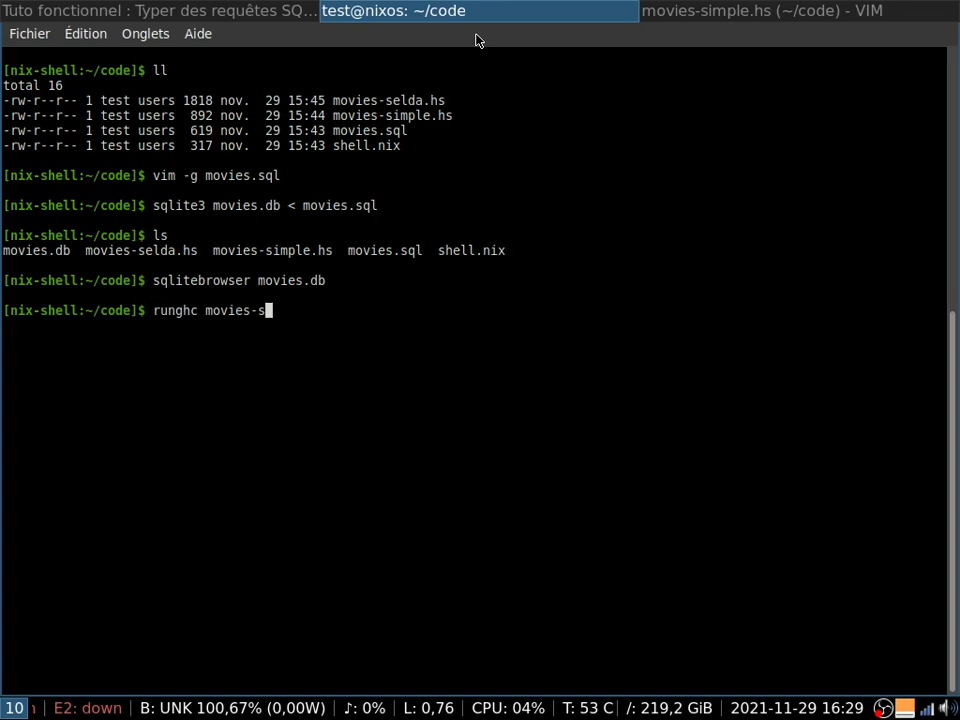 Tuto fonctionnel : Typer des requêtes SQ... test@nixos: ~/code movies-simple.hs (~/code) - VIM
Fichier Édition Onglets Aide
[nix-shell:~/code]$ ll
total 16
-rw-r--r-- 1 test users 1818 nov.  29 15:45 movies-selda.hs
-rw-r--r-- 1 test users  892 nov.  29 15:44 movies-simple.hs
-rw-r--r-- 1 test users  619 nov.  29 15:43 movies.sql
-rw-r--r-- 1 test users  317 nov.  29 15:43 shell.nix
[nix-shell:~/code]$ vim -g movies.sql
[nix-shell:~/code]$ sqlite3 movies.db < movies.sql
[nix-shell:~/code]$ ls
movies.db  movies-selda.hs  movies-simple.hs  movies.sql  shell.nix
[nix-shell:~/code]$ sqlitebrowser movies.db
[nix-shell:~/code]$ runghc movies-s
10 | E2: down | B: UNK 100,67% (0,00W) | ♪: 0% | L: 0,76 | CPU: 04% | T: 53 C | /: 219,2 GiB | 2021-11-29 16:29